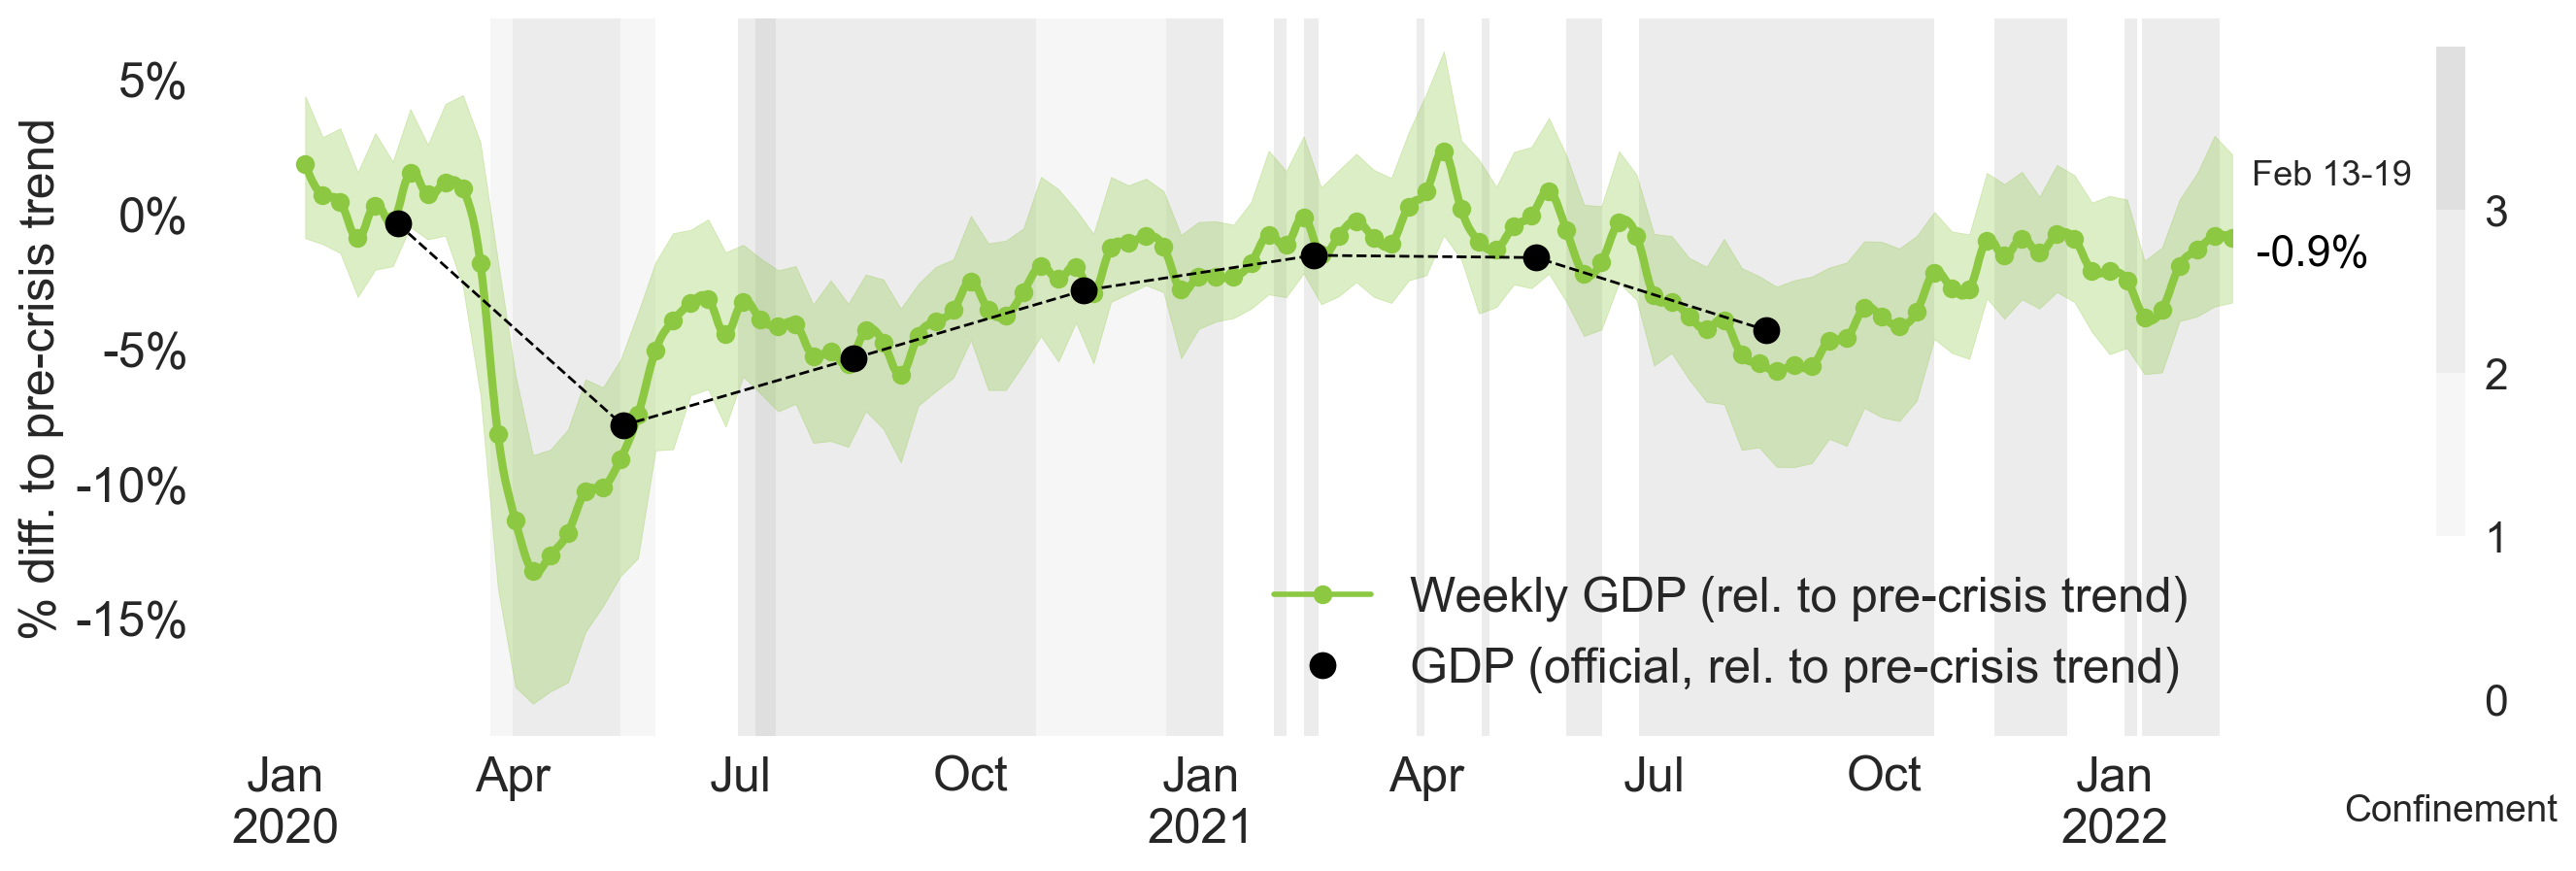 % diff. to pre-crisis trend
5%
0%
-5%
-10%
-15%
Jan
2020
Apr
Jul
Oct
Jan
2021
Apr
Jul
Oct
Jan
2022
Weekly GDP (rel. to pre-crisis trend)
GDP (official, rel. to pre-crisis trend)
Feb 13-19
-0.9%
3
2
1
0
Confinement